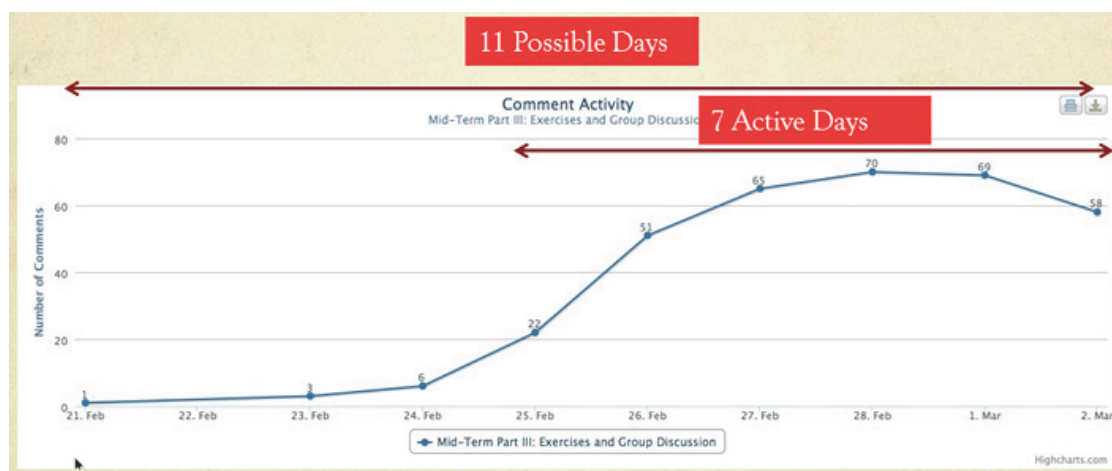 11 Possible Days
Comment Activity
Mid-Term Part III: Exercises and Group Discussion
7 Active Days
Number of Comments
80
60
40
20
0
1
3
6
22
51
65
70
69
58
21. Feb 22. Feb 23. Feb 24. Feb 25. Feb 26. Feb 27. Feb 28. Feb 1. Mar 2. Mar
Mid-Term Part III: Exercises and Group Discussion
Highcharts.com